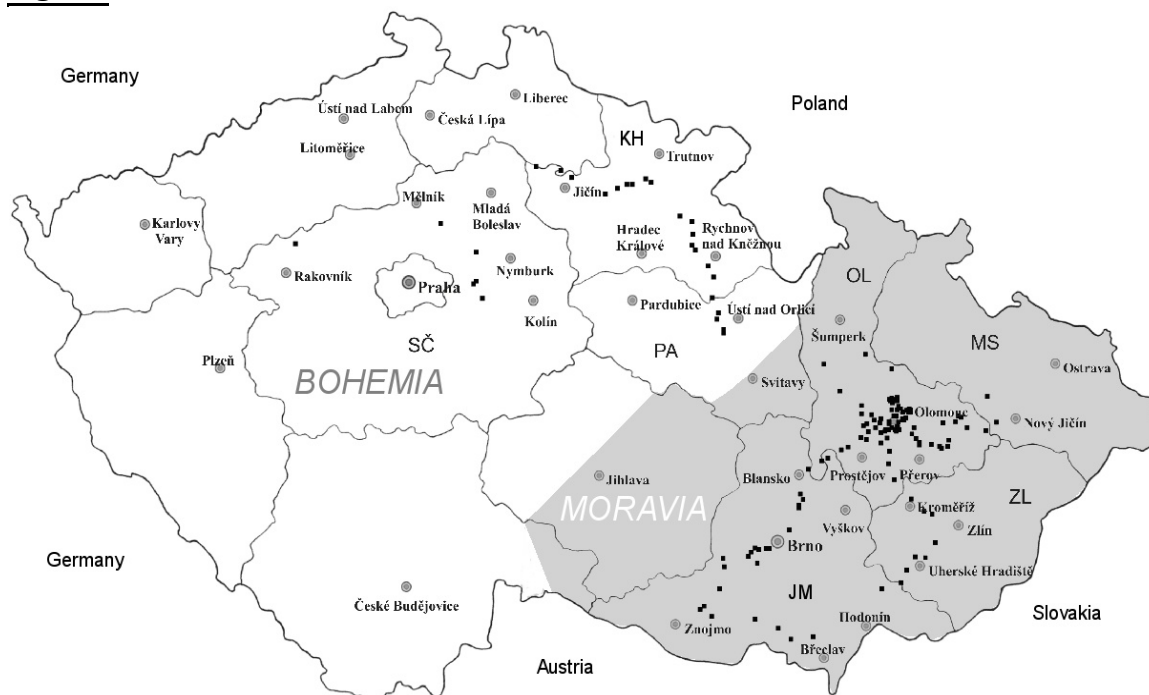 Germany
Poland
Liberec
Ústí nad Labem
Česká Lípa
KH
Litoměřice
Trutnov
Jičín
Mělník
Mladá
Boleslav
Karlovy
Vary
Hradec
Králové
Rychnov
nad Kněžnou
Rakovník
Nymburk
OL
Praha
Pardubice
Ústí nad Orlicí
Kolín
Šumperk
SČ
PA
MS
Plzeň
BOHEMIA
Svitavy
Ostrava
Olomouc
Nový Jičín
Jihlava
Blansko
Prostějov
Přerov
MORAVIA
Kroměříž
ZL
Vyškov
Zlín
Brno
Germany
Uherské Hradiště
České Budějovice
JM
Slovakia
Znojmo
Hodonín
Břeclav
Austria